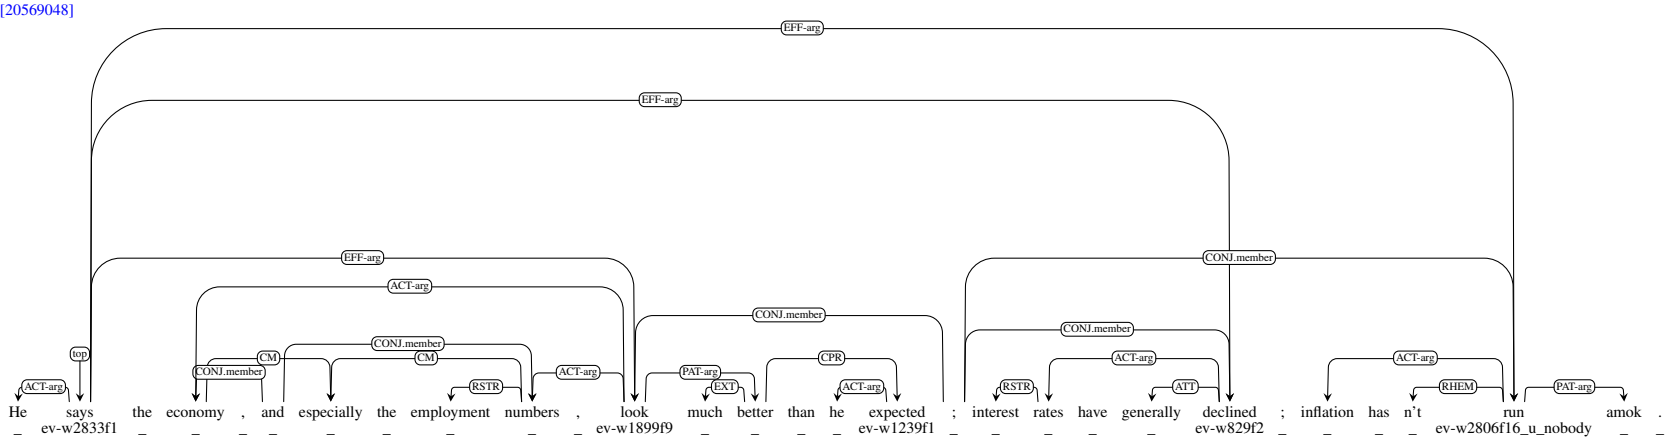 [20569048]
EFF-arg
EFF-arg
EFF-arg CONJ.member
ACT-arg
CONJ.member
CONJ.member
CONJ.member
top CM CM CPR ACT-arg ACT-arg
CONJ.member ACT-arg PAT-arg
ACT-arg RSTR EXT ACT-arg RSTR ATT RHEM PAT-arg
He says the economy , and especially the employment numbers , look much better than he expected ; interest rates have generally declined ; inflation has n't run amok .
_ ev-w2833f1 _ _ _ _ _ _ _ _ _ ev-w1899f9 _ _ _ _ ev-w1239f1 _ _ _ _ _ ev-w829f2 _ _ _ _ ev-w2806f16_u_nobody _ _